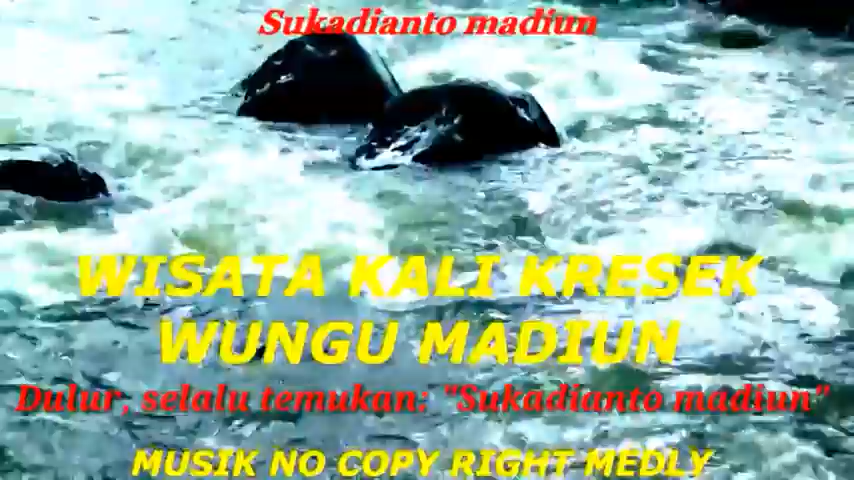 Sukadianto madiun
WISATA KALI KRESEK
WUNGU MADIUN
Dulur, selalu temukan: "Sukadianto madiun"
MUSIK NO COPY RIGHT MEDLY